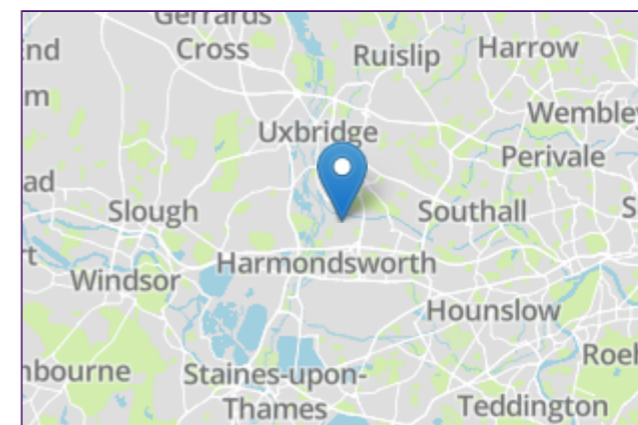 Gerrards
Cross
Ruislip
Harrow
Uxbridge
Perivale
Slough
Southall
Harmondsworth
Windsor
Hounslow
Staines-upon-
Thames
Teddington
Wembley